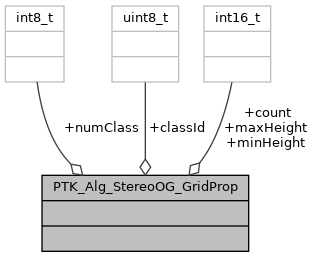 int8_t
uint8_t
int16_t
+numClass
+classId
+count
+maxHeight
+minHeight
PTK_Alg_StereoOG_GridProp